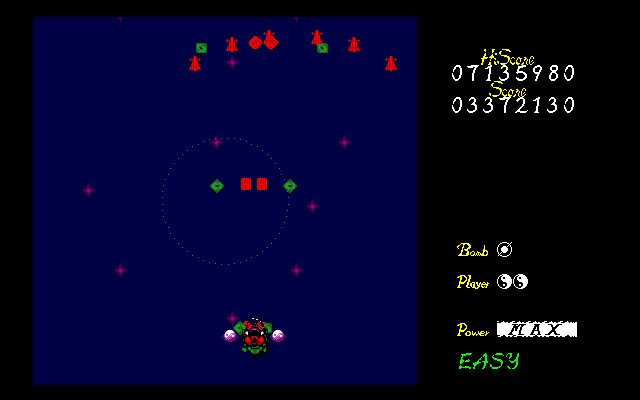 HiScore
07135980
Score
03372130
Bomb
Player
Power MAX
EASY